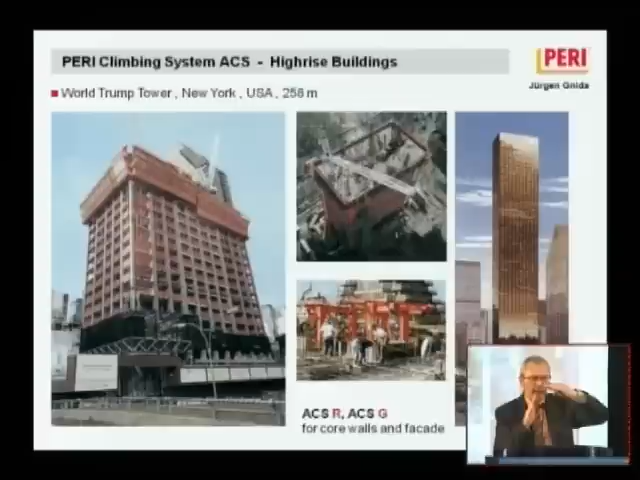 PERI Climbing System ACS - Highrise Buildings
PERI
Jürgen Gnida
World Trump Tower , New York , USA , 258 m
ACS R, ACS G
for core walls and facade